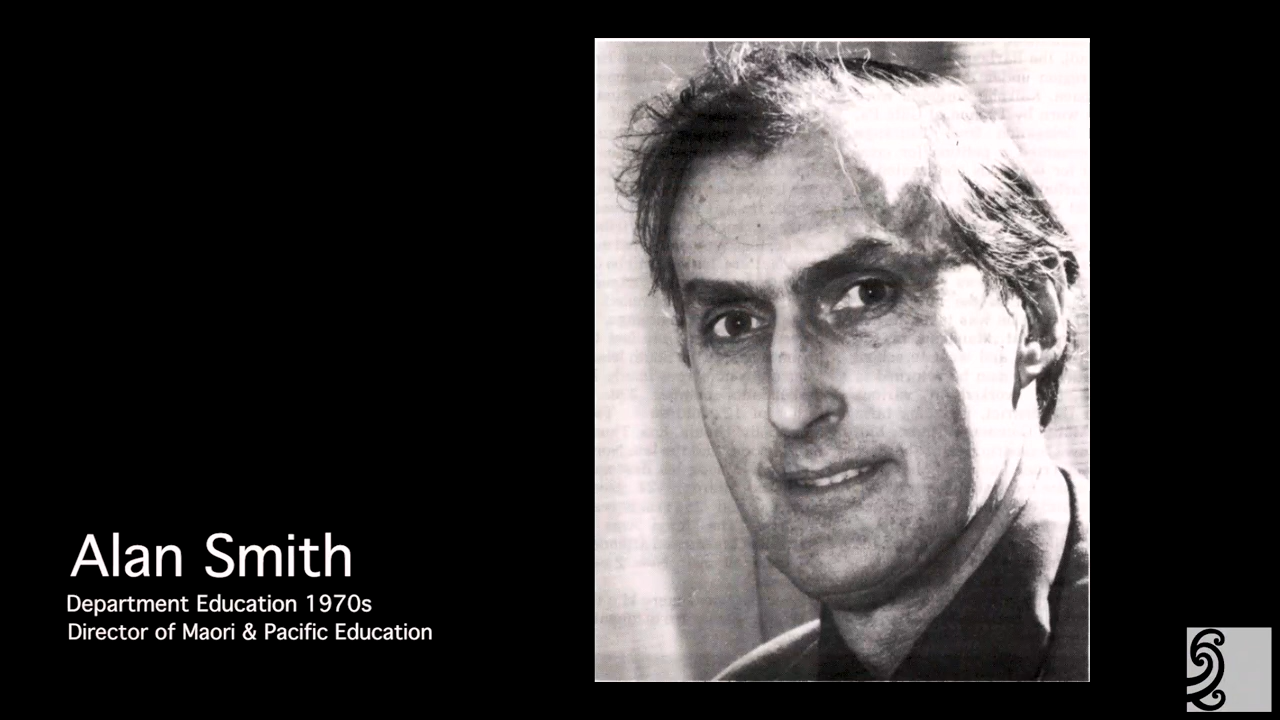 Alan Smith
Department Education 1970s
Director of Maori & Pacific Education